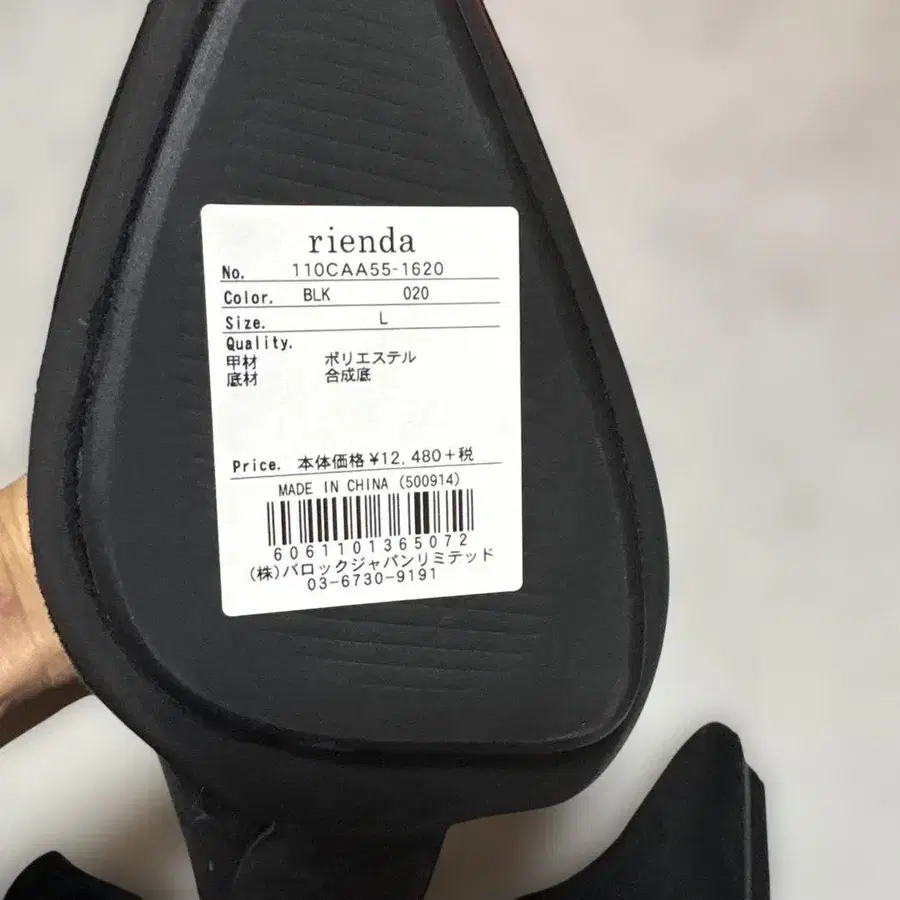 rienda
No. 110CAA55-1620
Color. BLK 020
Size. L
Quality.
甲材 ポリエステル
底材 合成底
Price. 本体価格¥12,480+税
MADE IN CHINA (500914)
6061101365072
(株)バロックジャパンリミテッド
03-6730-9191